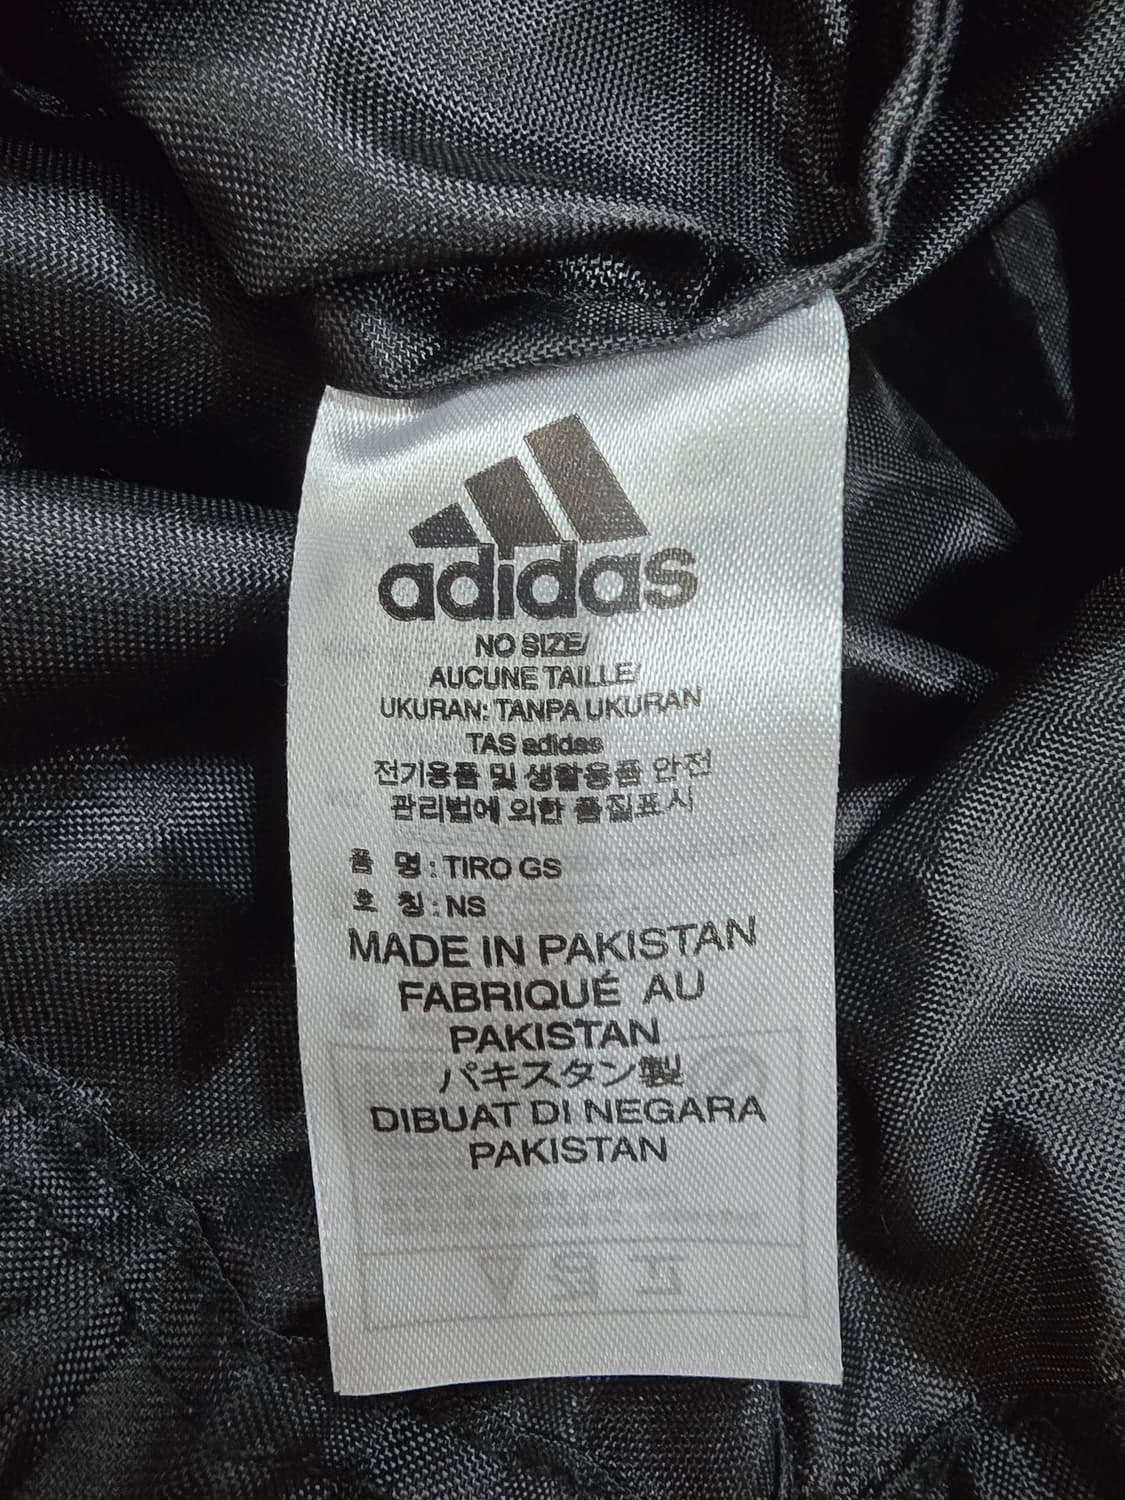 adidas
NO SIZE/
AUCUNE TAILLE/
UKURAN: TANPA UKURAN
TAS adidas
전기용품 및 생활용품 안전
관리법에 의한 품질표시
품 명 : TIRO GS
호 칭 : NS
MADE IN PAKISTAN
FABRIQUÉ AU
PAKISTAN
パキスタン製
DIBUAT DI NEGARA
PAKISTAN